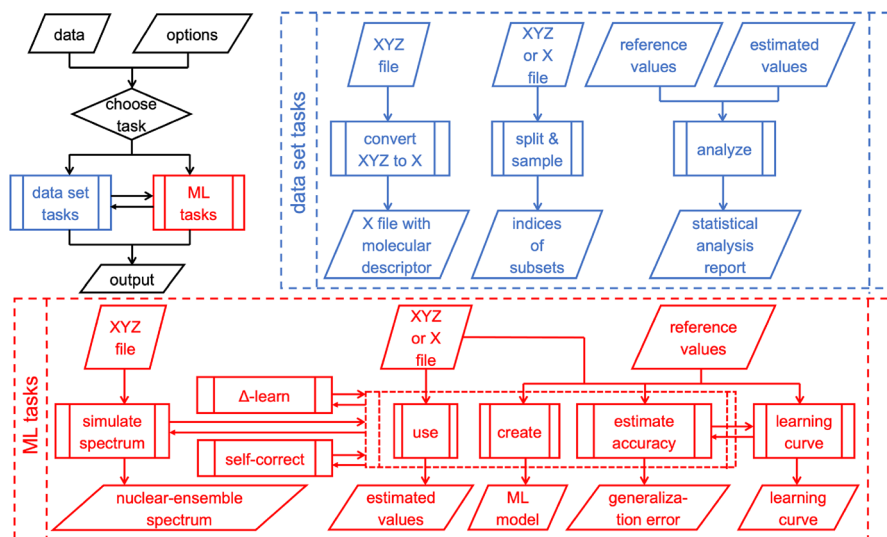 data
options
choose
task
data set
tasks
ML
tasks
output
data set tasks
XYZ
file
XYZ
or X
file
reference
values
estimated
values
convert
XYZ to X
split &
sample
analyze
X file with
molecular
descriptor
indices
of
subsets
statistical
analysis
report
ML tasks
XYZ
file
XYZ
or X
file
reference
values
Δ-learn
simulate
spectrum
self-correct
use
create
estimate
accuracy
learning
curve
nuclear-ensemble
spectrum
estimated
values
ML
model
generaliza-
tion error
learning
curve